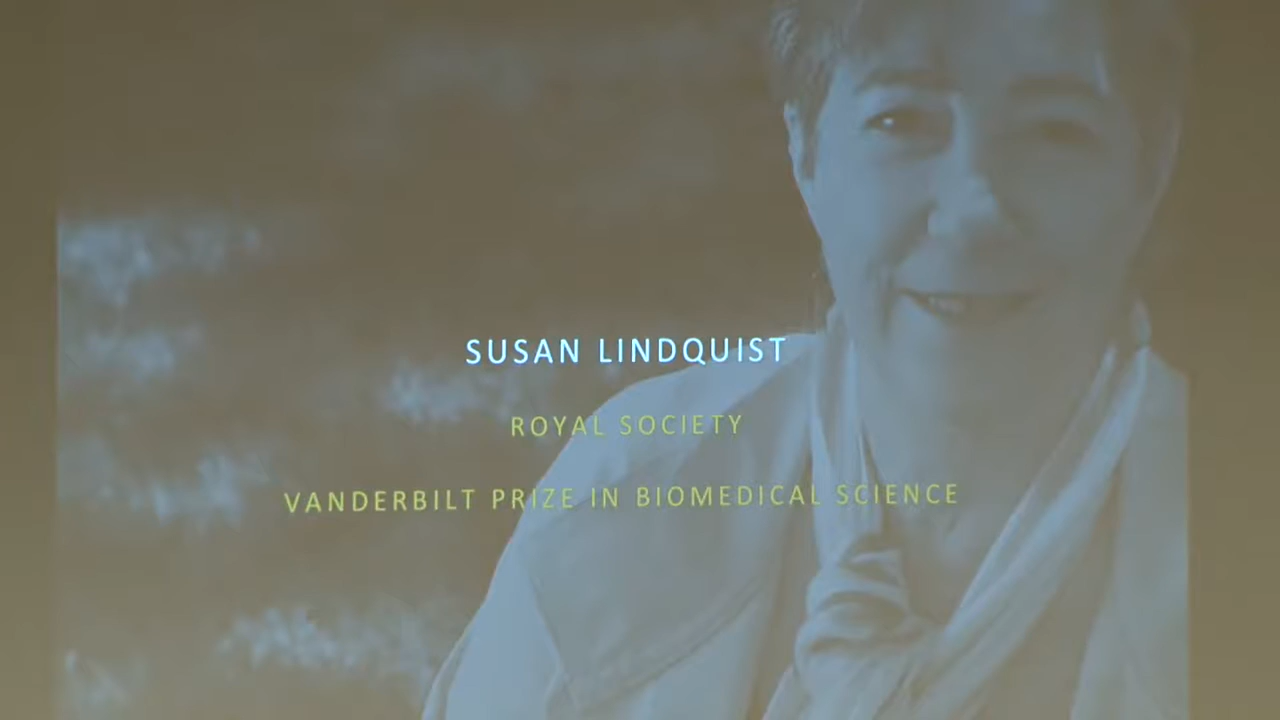 SUSAN LINDQUIST
ROYAL SOCIETY
VANDERBILT PRIZE IN BIOMEDICAL SCIENCE